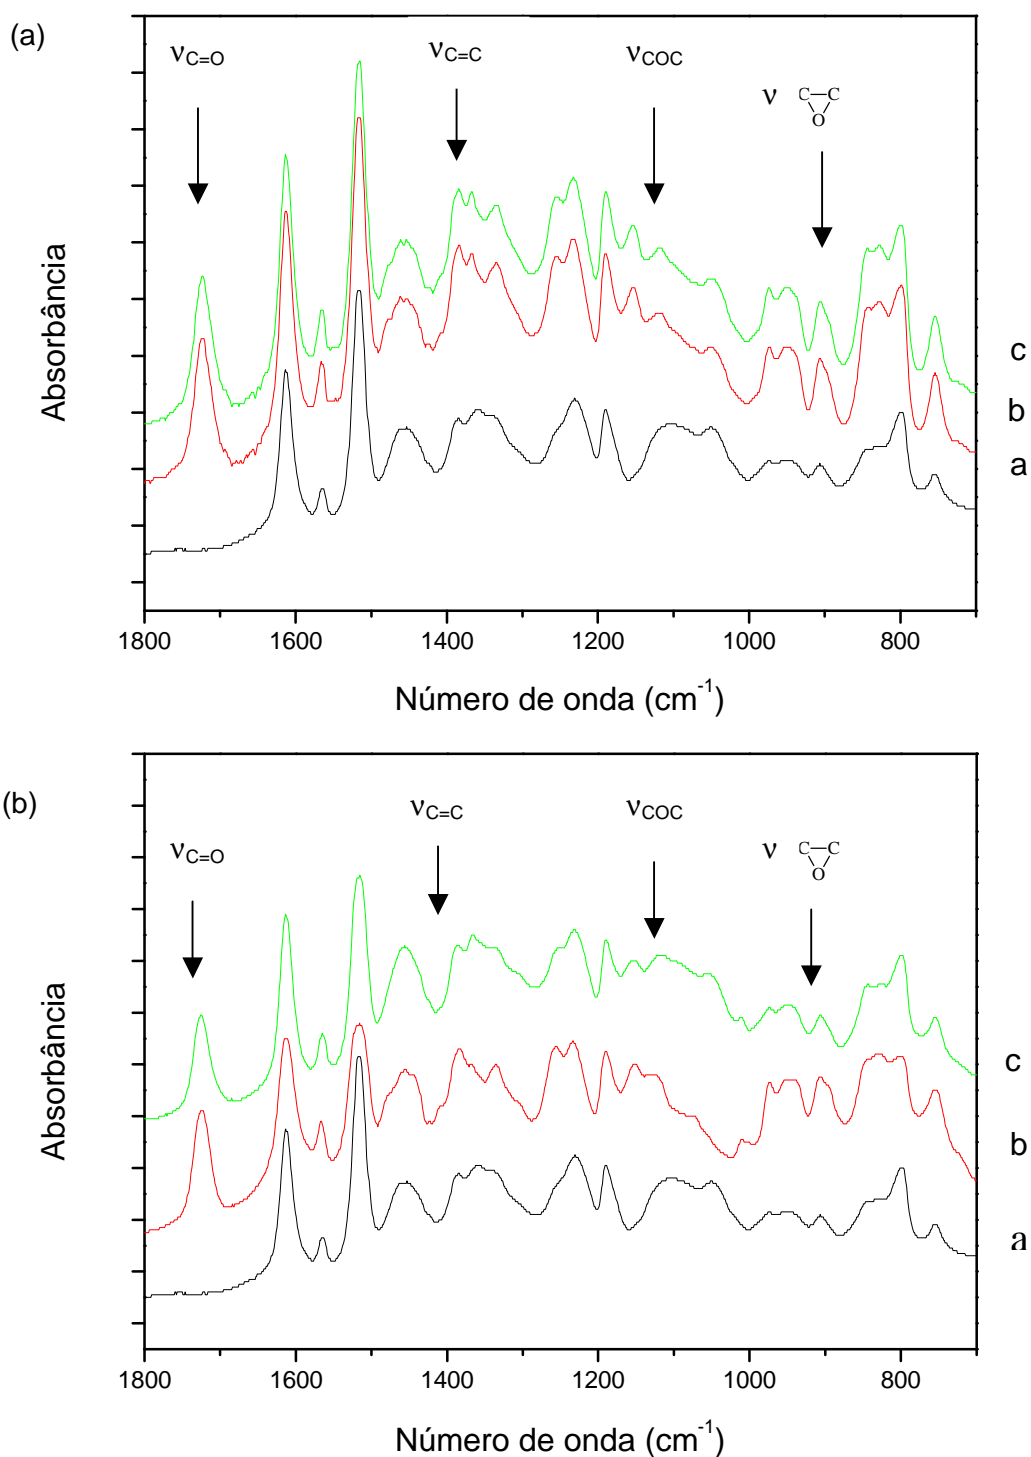 (a)
νC=O
νC=C
νCOC
ν C–C
O
Absorbância
c
b
a
1800 1600 1400 1200 1000 800
Número de onda (cm-1)
(b)
νC=C
νCOC
νC=O
ν C–C
O
Absorbância
c
b
a
1800 1600 1400 1200 1000 800
Número de onda (cm-1)